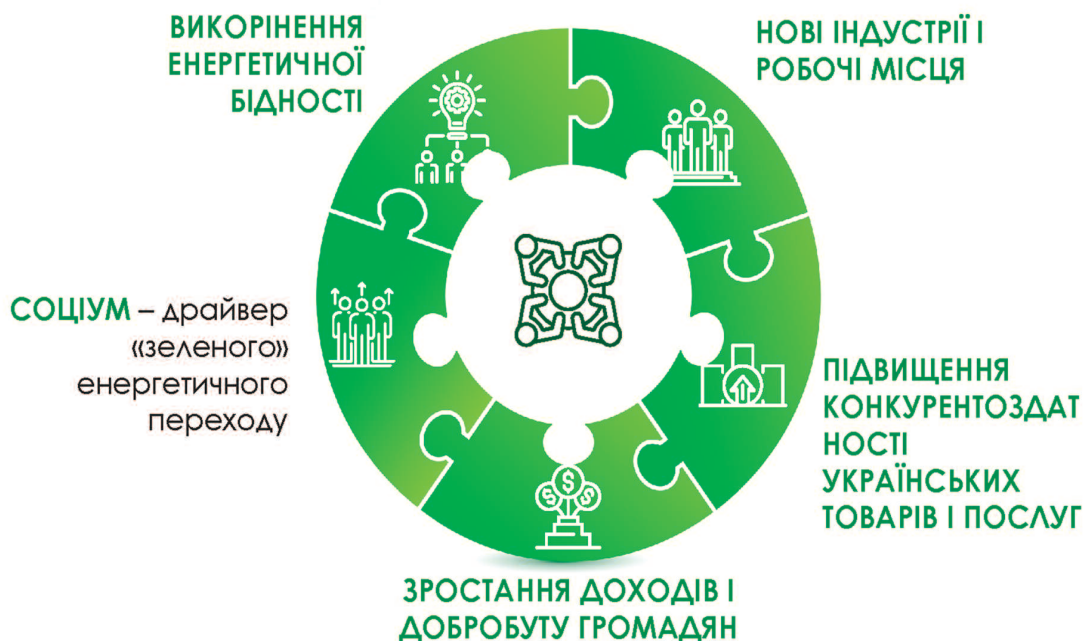 ВИКОРІНЕННЯ
ЕНЕРГЕТИЧНОЇ
БІДНОСТІ
НОВІ ІНДУСТРІЇ І
РОБОЧІ МІСЦЯ
СОЦІУМ – драйвер
«зеленого»
енергетичного
переходу
ПІДВИЩЕННЯ
КОНКУРЕНТОЗДАТ
НОСТІ
УКРАЇНСЬКИХ
ТОВАРІВ І ПОСЛУГ
ЗРОСТАННЯ ДОХОДІВ І
ДОБРОБУТУ ГРОМАДЯН